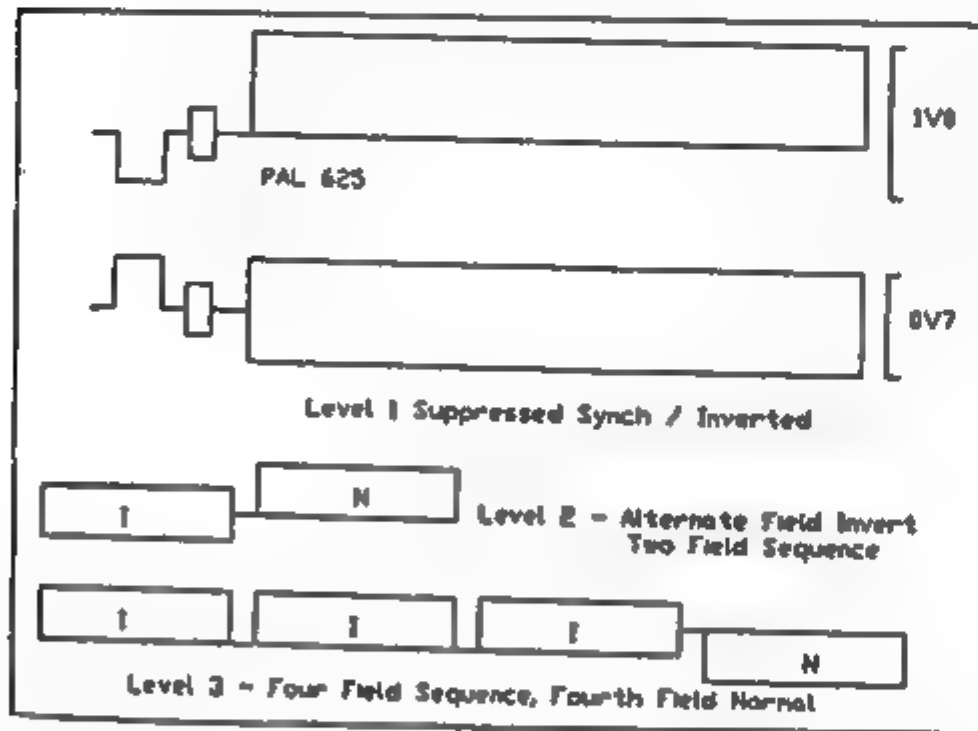 1V0
PAL 625
0V7
Level 1 Suppressed Synch / Inverted
I
N
Level 2 - Alternate Field Invert
Two Field Sequence
I
I
I
N
Level 3 - Four Field Sequence, Fourth Field Normal